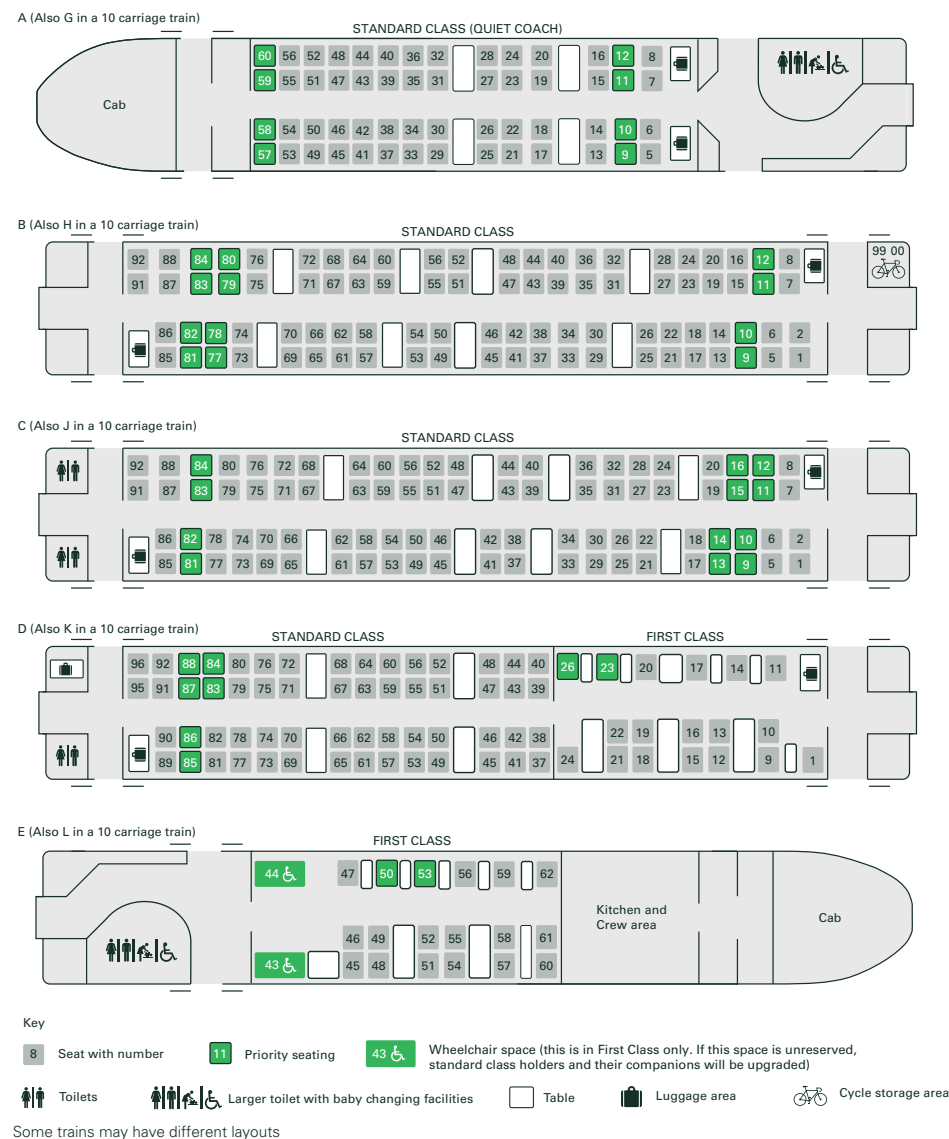 A (Also G in a 10 carriage train)
STANDARD CLASS (QUIET COACH)
60 56 52 48 44 40 36 32 28 24 20 16 12 8
59 55 51 47 43 39 35 31 27 23 19 15 11 7
Cab
58 54 50 46 42 38 34 30 26 22 18 14 10 6
57 53 49 45 41 37 33 29 25 21 17 13 9 5
B (Also H in a 10 carriage train)
STANDARD CLASS
92 88 84 80 76 72 68 64 60 56 52 48 44 40 36 32 28 24 20 16 12 8 99 00
91 87 83 79 75 71 67 63 59 55 51 47 43 39 35 31 27 23 19 15 11 7
86 82 78 74 70 66 62 58 54 50 46 42 38 34 30 26 22 18 14 10 6 2
85 81 77 73 69 65 61 57 53 49 45 41 37 33 29 25 21 17 13 9 5 1
C (Also J in a 10 carriage train)
STANDARD CLASS
92 88 84 80 76 72 68 64 60 56 52 48 44 40 36 32 28 24 20 16 12 8
91 87 83 79 75 71 67 63 59 55 51 47 43 39 35 31 27 23 19 15 11 7
86 82 78 74 70 66 62 58 54 50 46 42 38 34 30 26 22 18 14 10 6 2
85 81 77 73 69 65 61 57 53 49 45 41 37 33 29 25 21 17 13 9 5 1
D (Also K in a 10 carriage train)
STANDARD CLASS FIRST CLASS
96 92 88 84 80 76 72 68 64 60 56 52 48 44 40 26 23 20 17 14 11
95 91 87 83 79 75 71 67 63 59 55 51 47 43 39
90 86 82 78 74 70 66 62 58 54 50 46 42 38 22 19 16 13 10
89 85 81 77 73 69 65 61 57 53 49 45 41 37 24 21 18 15 12 9 1
E (Also L in a 10 carriage train)
FIRST CLASS
44 47 50 53 56 59 62
Kitchen and
Crew area
Cab
46 49 52 55 58 61
43 45 48 51 54 57 60
Key
8 Seat with number
11 Priority seating
43 Wheelchair space (this is in First Class only. If this space is unreserved,
standard class holders and their companions will be upgraded)
Toilets
Larger toilet with baby changing facilities
Table
Luggage area
Cycle storage area
Some trains may have different layouts